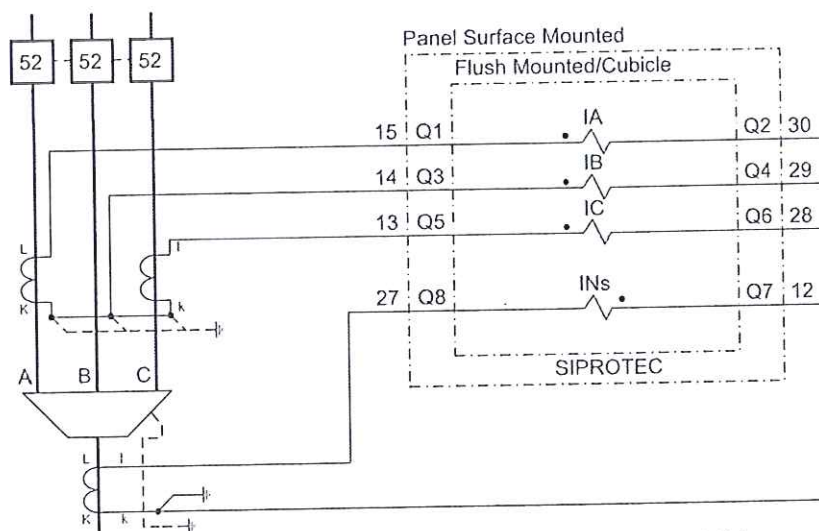 Panel Surface Mounted
52 52 52
Flush Mounted/Cubicle
15 Q1 IA Q2 30
14 Q3 IB Q4 29
13 Q5 IC Q6 28
L l
K k
27 Q8 INs Q7 12
A B C
SIPROTEC
L l
K k